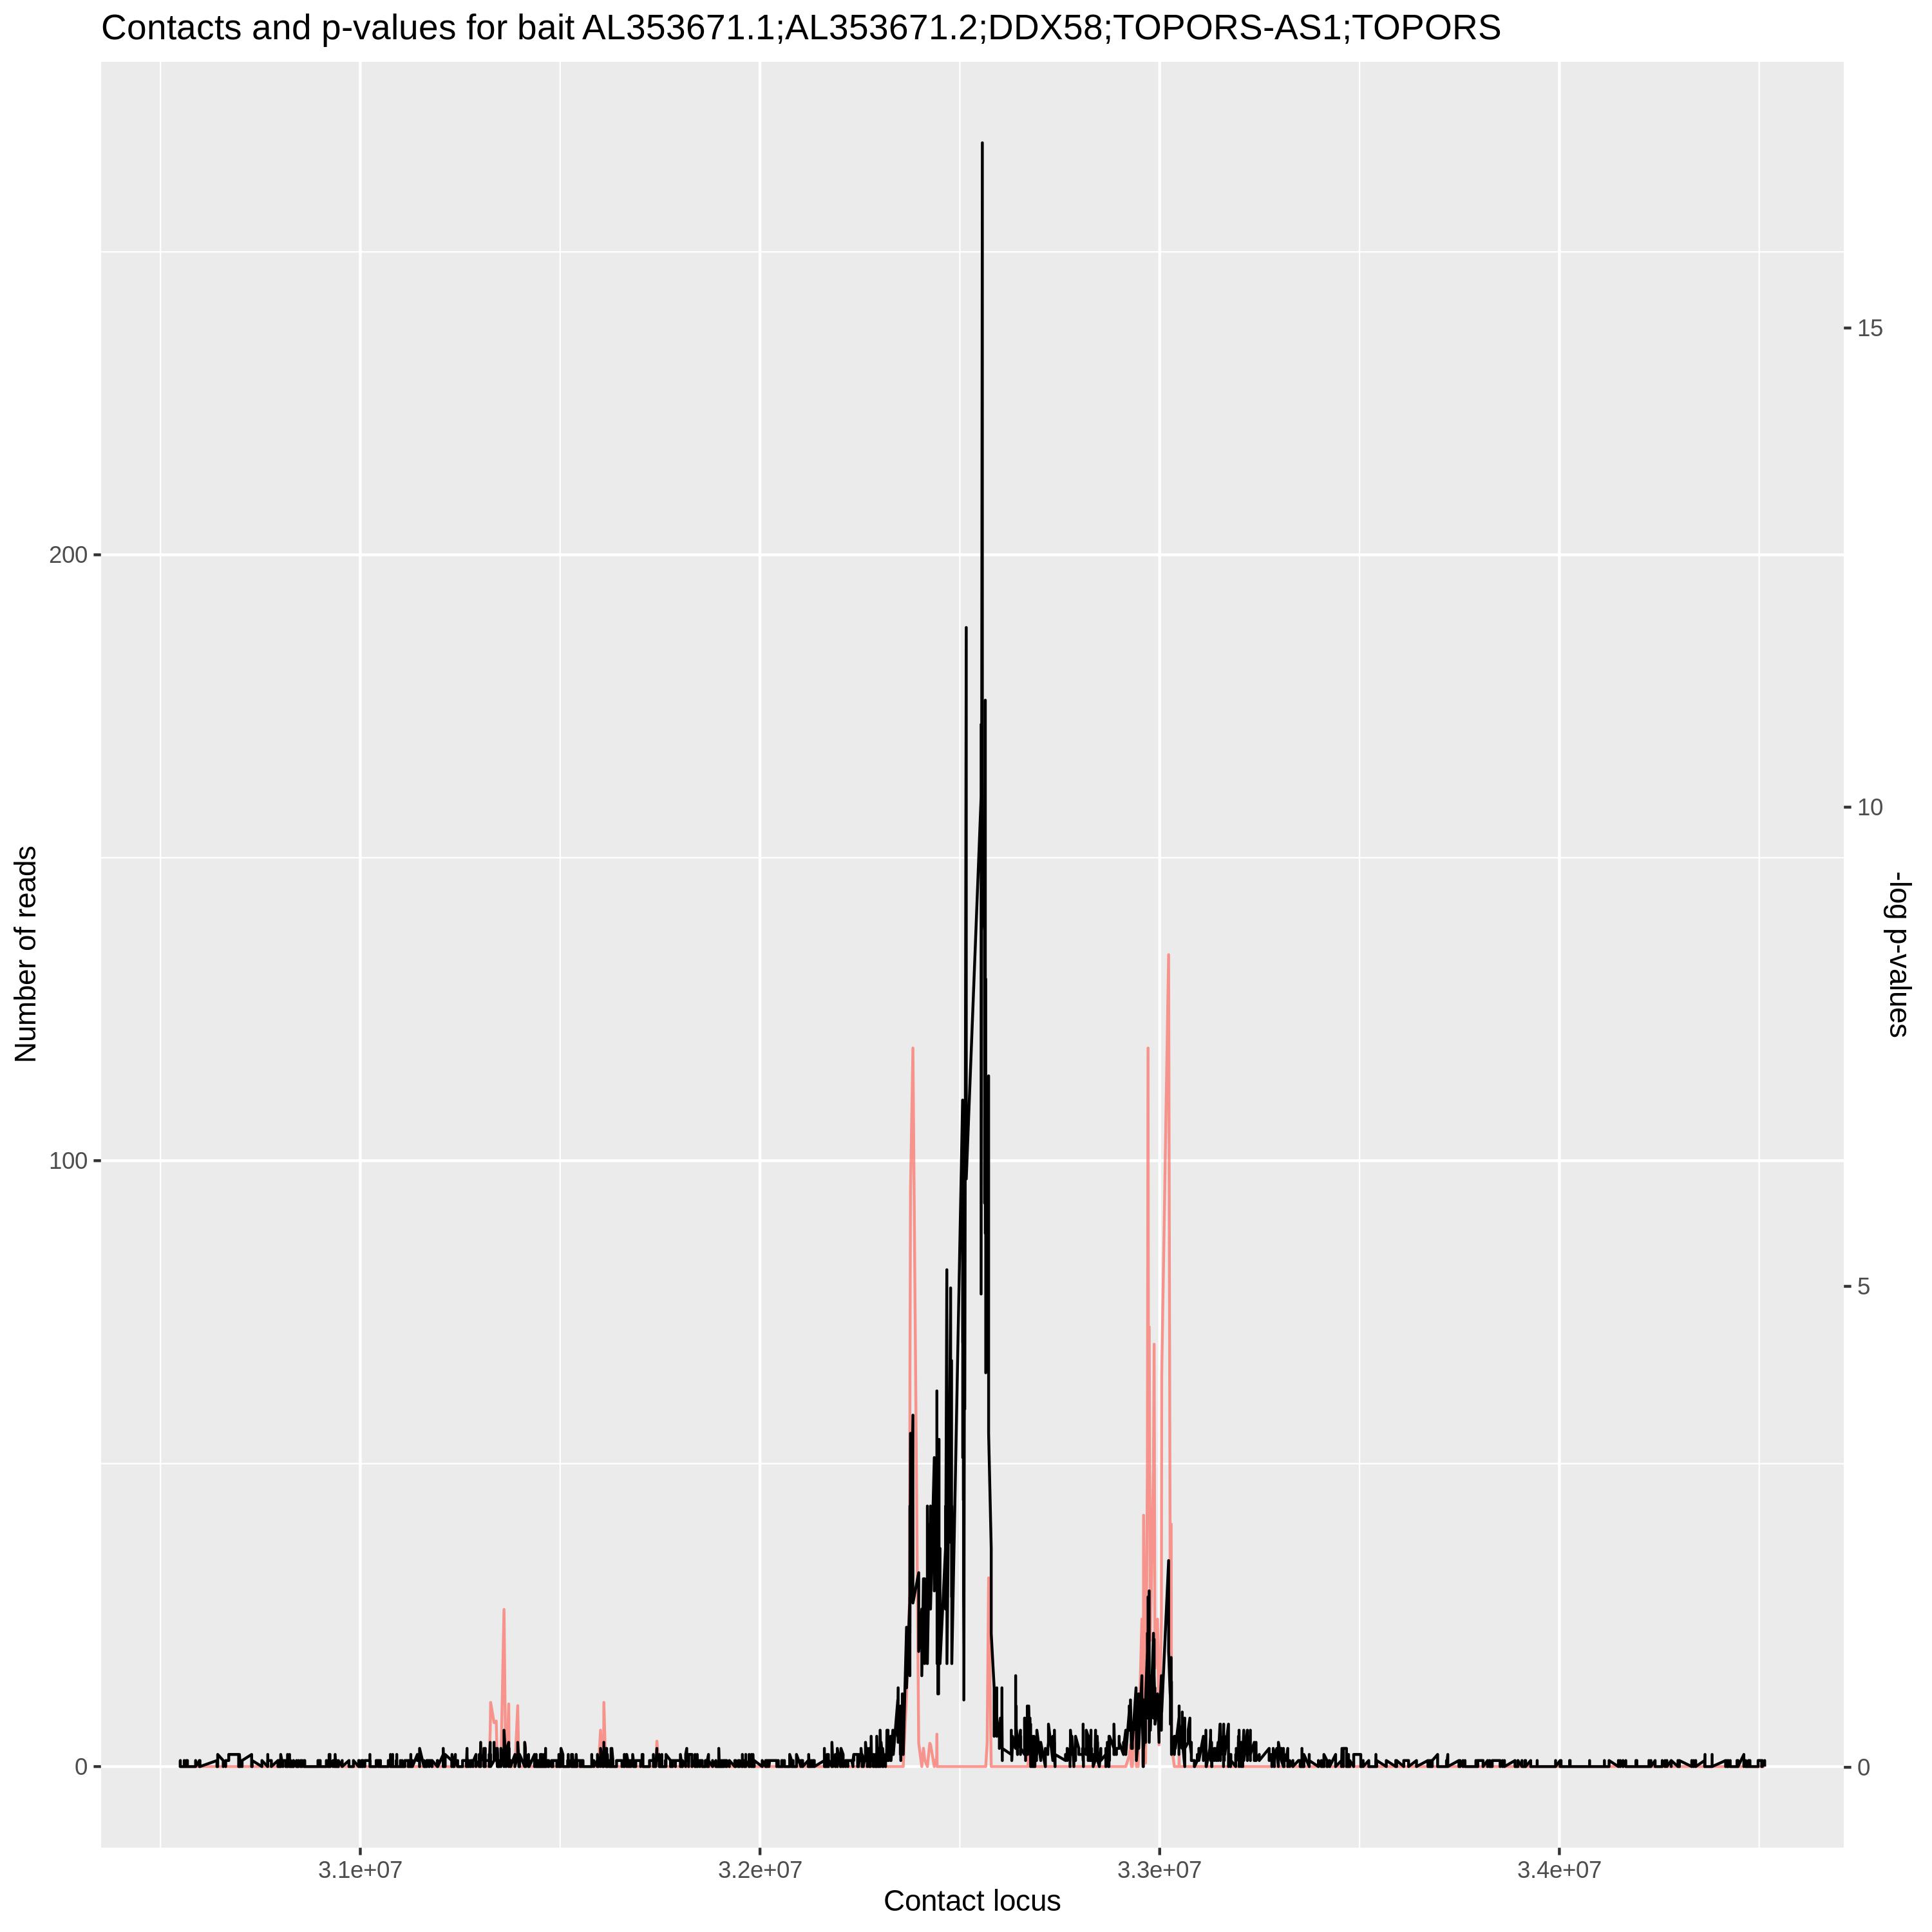 Contacts and p-values for bait AL353671.1;AL353671.2;DDX58;TOPORS-AS1;TOPORS
15
200
10
Number of reads
-log p-values
100
5
0
0
3.1e+07
3.2e+07
3.3e+07
3.4e+07
Contact locus